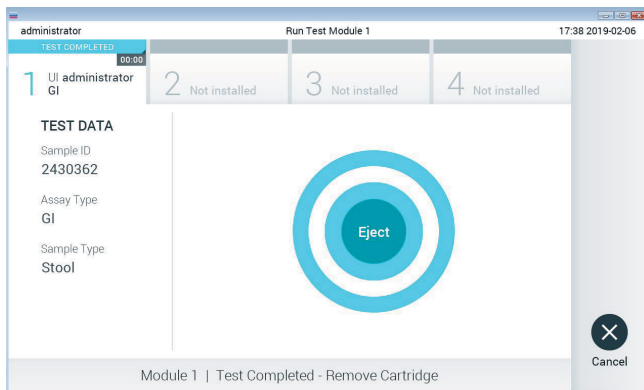 administrator Run Test Module 1 17:38 2019-02-06
TEST COMPLETED
00:00
1 UI administrator
GI
2 Not installed
3 Not installed
4 Not installed
TEST DATA
Sample ID
2430362
Assay Type
GI
Sample Type
Stool
Eject
Cancel
Module 1 | Test Completed - Remove Cartridge